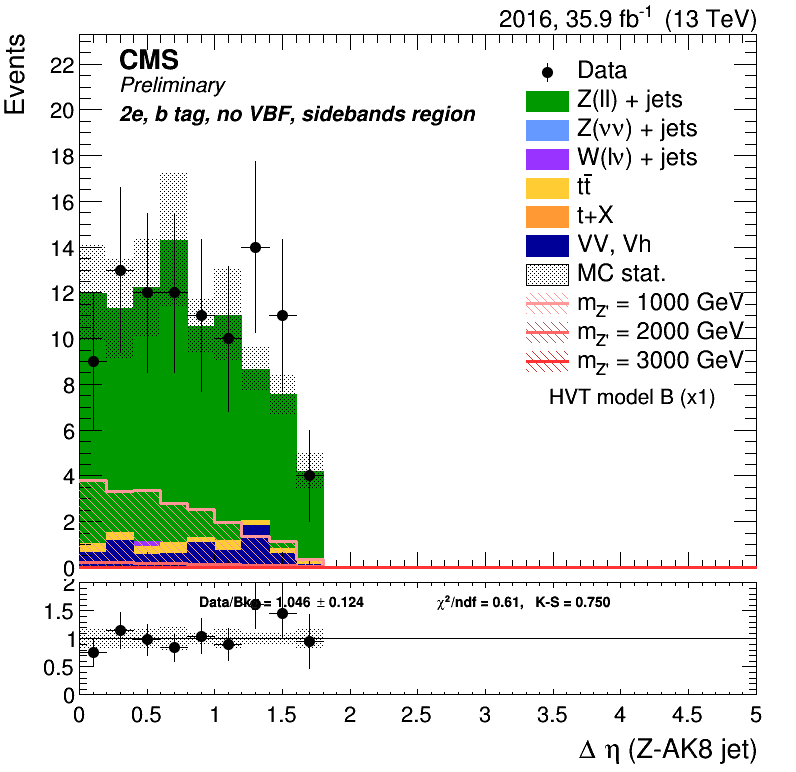 2016, 35.9 fb⁻¹ (13 TeV)
Events
CMS
Preliminary
2e, b tag, no VBF, sidebands region
Data
Z(ll) + jets
Z(νν) + jets
W(lν) + jets
tt̄
t+X
VV, Vh
MC stat.
m_Z' = 1000 GeV
m_Z' = 2000 GeV
m_Z' = 3000 GeV
HVT model B (x1)
22
20
18
16
14
12
10
8
6
4
2
0
Data/Bkg = 1.046 ± 0.124
χ²/ndf = 0.61, K-S = 0.750
2
1.5
1
0.5
0
0 0.5 1 1.5 2 2.5 3 3.5 4 4.5 5
Δ η (Z-AK8 jet)